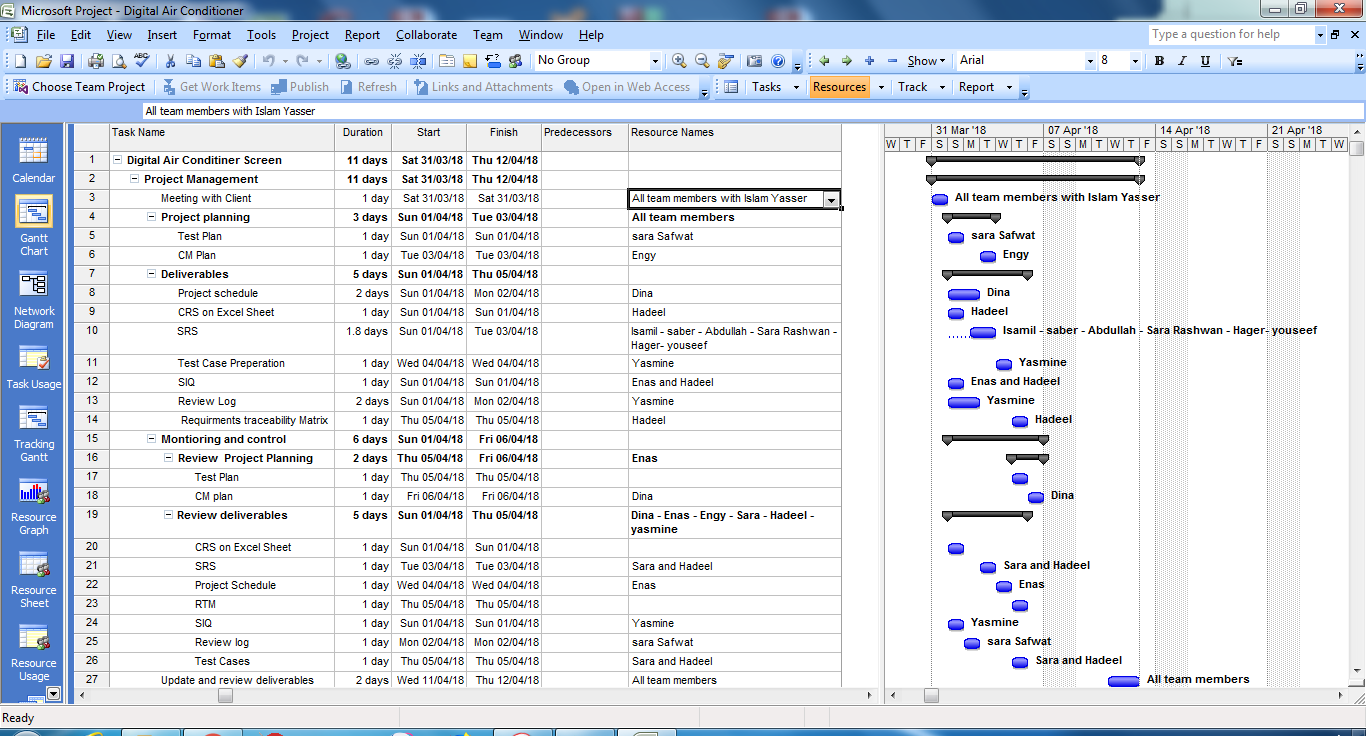 Microsoft Project - Digital Air Conditioner
File Edit View Insert Format Tools Project Report Collaborate Team Window Help
Type a question for help
No Group Show Arial 8 B I U
Choose Team Project Get Work Items Publish Refresh Links and Attachments Open in Web Access Tasks Resources Track Report
All team members with Islam Yasser
Calendar
Gantt
Chart
Network
Diagram
Task Usage
Tracking
Gantt
Resource
Graph
Resource
Sheet
Resource
Usage
Task Name Duration Start Finish Predecessors Resource Names
1 Digital Air Conditiner Screen 11 days Sat 31/03/18 Thu 12/04/18
2 Project Management 11 days Sat 31/03/18 Thu 12/04/18
3 Meeting with Client 1 day Sat 31/03/18 Sat 31/03/18 All team members with Islam Yasser
4 Project planning 3 days Sun 01/04/18 Tue 03/04/18 All team members
5 Test Plan 1 day Sun 01/04/18 Sun 01/04/18 sara Safwat
6 CM Plan 1 day Tue 03/04/18 Tue 03/04/18 Engy
7 Deliverables 5 days Sun 01/04/18 Thu 05/04/18
8 Project schedule 2 days Sun 01/04/18 Mon 02/04/18 Dina
9 CRS on Excel Sheet 1 day Sun 01/04/18 Sun 01/04/18 Hadeel
10 SRS 1.8 days Sun 01/04/18 Tue 03/04/18 Isamil - saber - Abdullah - Sara Rashwan -
Hager- youseef
11 Test Case Preperation 1 day Wed 04/04/18 Wed 04/04/18 Yasmine
12 SIQ 1 day Sun 01/04/18 Sun 01/04/18 Enas and Hadeel
13 Review Log 2 days Sun 01/04/18 Mon 02/04/18 Yasmine
14 Requirments traceability Matrix 1 day Thu 05/04/18 Thu 05/04/18 Hadeel
15 Montioring and control 6 days Sun 01/04/18 Fri 06/04/18
16 Review Project Planning 2 days Thu 05/04/18 Fri 06/04/18 Enas
17 Test Plan 1 day Thu 05/04/18 Thu 05/04/18
18 CM plan 1 day Fri 06/04/18 Fri 06/04/18 Dina
19 Review deliverables 5 days Sun 01/04/18 Thu 05/04/18 Dina - Enas - Engy - Sara - Hadeel -
yasmine
20 CRS on Excel Sheet 1 day Sun 01/04/18 Sun 01/04/18
21 SRS 1 day Tue 03/04/18 Tue 03/04/18 Sara and Hadeel
22 Project Schedule 1 day Wed 04/04/18 Wed 04/04/18 Enas
23 RTM 1 day Thu 05/04/18 Thu 05/04/18
24 SIQ 1 day Sun 01/04/18 Sun 01/04/18 Yasmine
25 Review log 1 day Mon 02/04/18 Mon 02/04/18 sara Safwat
26 Test Cases 1 day Thu 05/04/18 Thu 05/04/18 Sara and Hadeel
27 Update and review deliverables 2 days Wed 11/04/18 Thu 12/04/18 All team members
31 Mar '18 07 Apr '18 14 Apr '18 21 Apr '18
W T F S S M T W T F S S M T W T F S S M T W T F S S M T W
All team members with Islam Yasser
sara Safwat
Engy
Dina
Hadeel
Isamil - saber - Abdullah - Sara Rashwan - Hager- youseef
Yasmine
Enas and Hadeel
Yasmine
Hadeel
Dina
Sara and Hadeel
Enas
Yasmine
sara Safwat
Sara and Hadeel
All team members
Ready